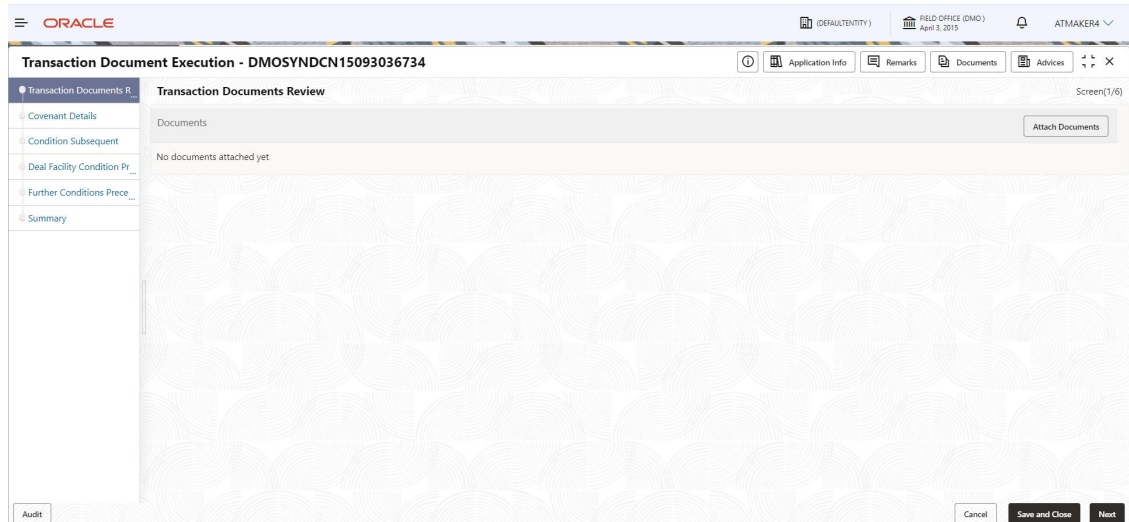 ORACLE
(DEFAULTENTITY )
FIELD OFFICE (DMO )
April 3, 2015
ATMAKER4
Transaction Document Execution - DMOSYNDCN15093036734
Application Info
Remarks
Documents
Advices
Transaction Documents R...
Transaction Documents Review
Screen(1/6)
Covenant Details
Condition Subsequent
Deal Facility Condition Pr...
Further Conditions Prece...
Summary
Documents
Attach Documents
No documents attached yet
Audit
Cancel
Save and Close
Next